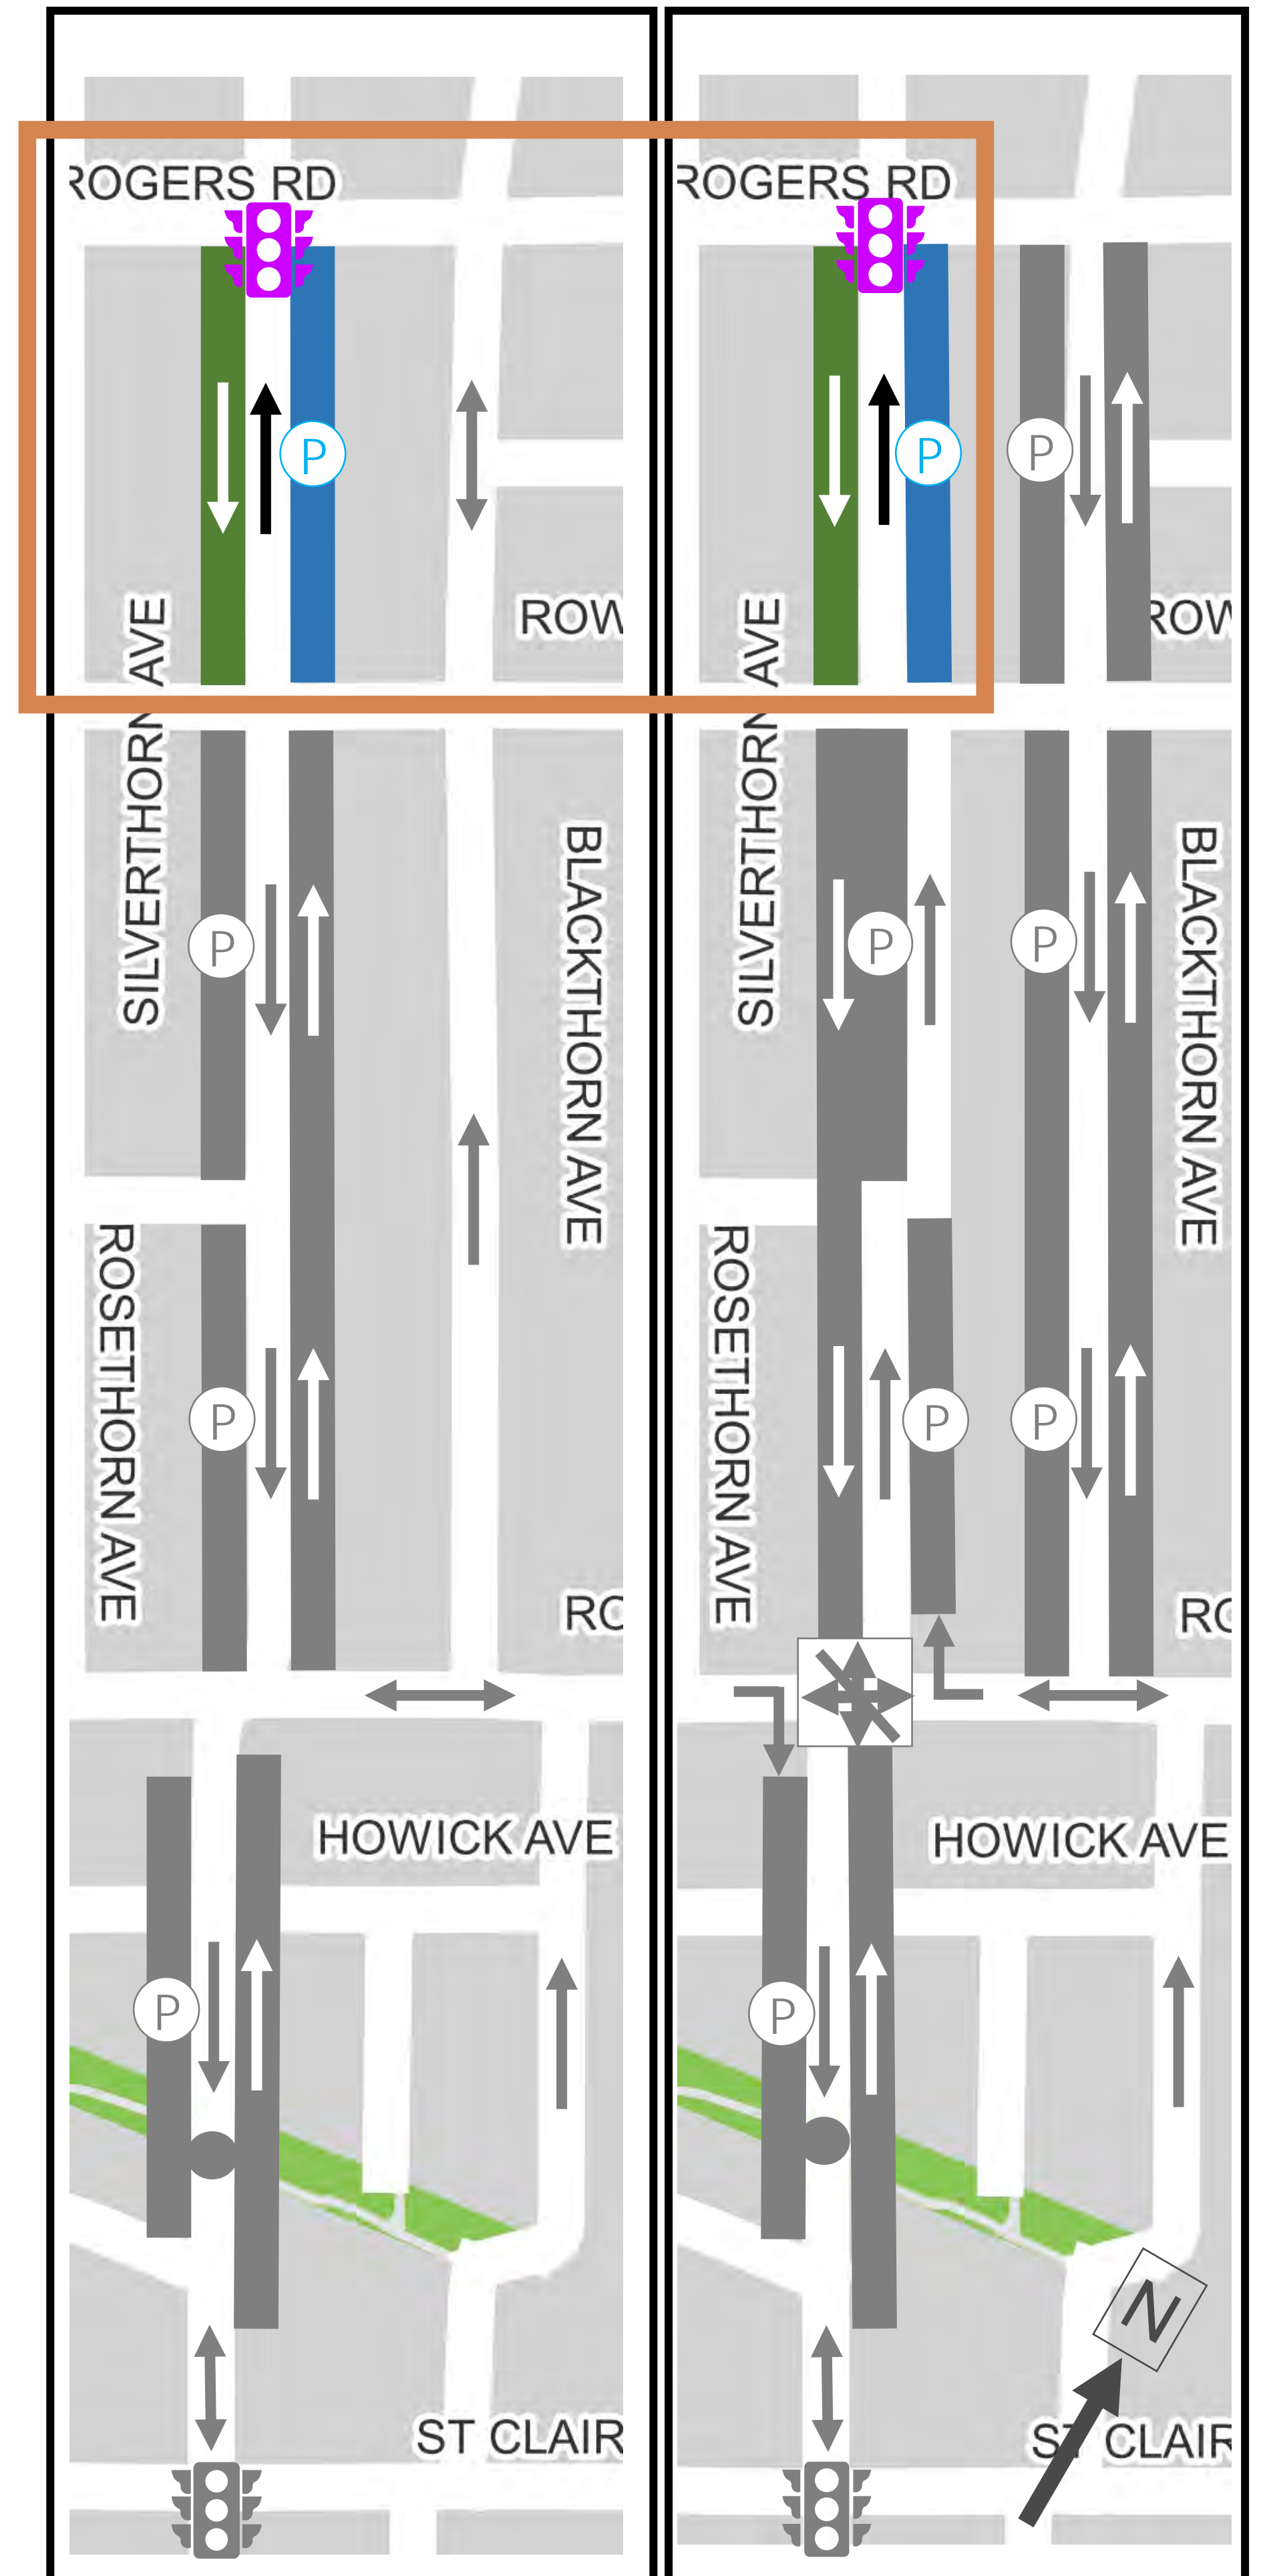 ROGERS RD
P
ROW
SILVERTHORN AVE
P
BLACKTHORN AVE
ROSETHORN AVE
P
RO
HOWICK AVE
P
ST CLAIR
ROGERS RD
P
P
ROW
SILVERTHORN AVE
P
P
BLACKTHORN AVE
ROSETHORN AVE
P
P
RO
HOWICK AVE
P
N
ST CLAIR